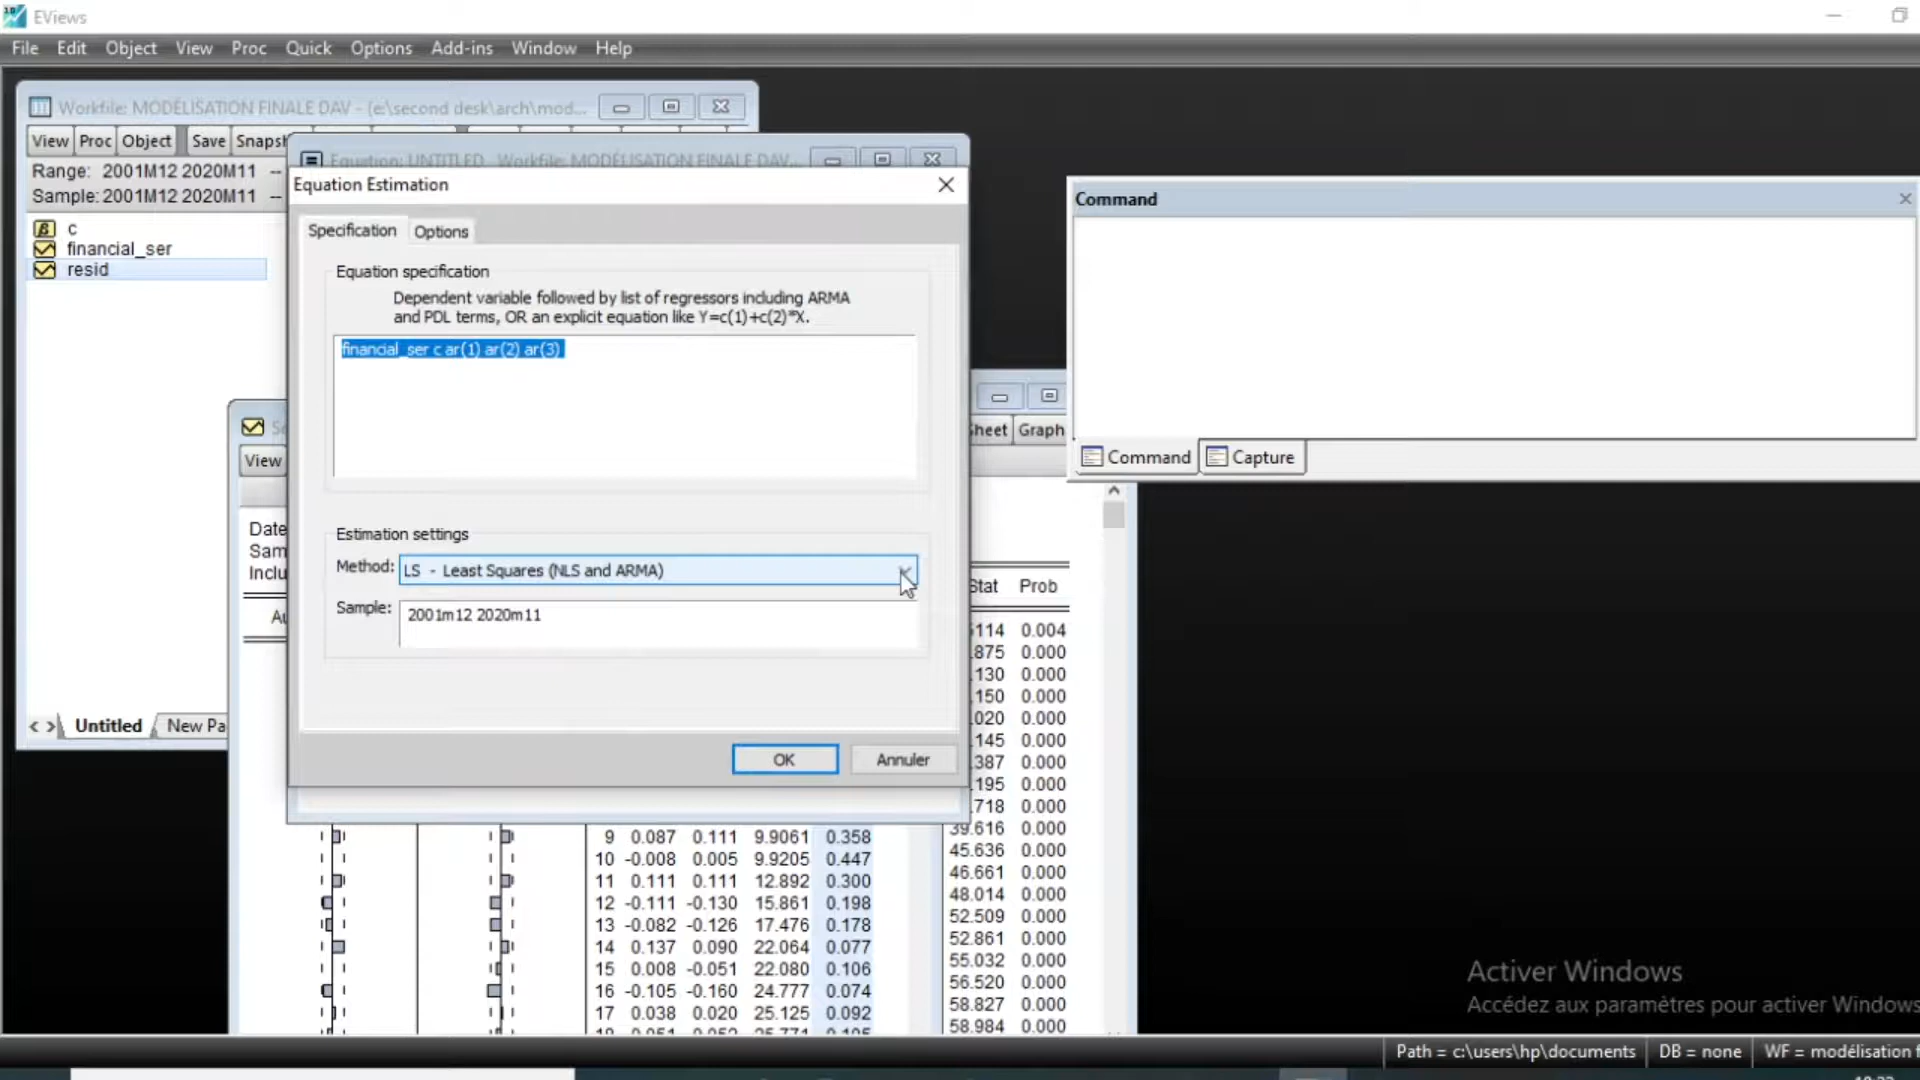 EViews
File Edit Object View Proc Quick Options Add-ins Window Help
Workfile: MODÉLISATION FINALE DAV - (e:\second desk\arch\mod...
View Proc Object Save Snapsh
Range: 2001M12 2020M11 --
Sample: 2001M12 2020M11 --
c
financial_ser
resid
Untitled New Pa
Equation: UNTITLED Workfile: MODÉLISATION FINALE DAV...
Equation Estimation
Specification Options
Equation specification
Dependent variable followed by list of regressors including ARMA
and PDL terms, OR an explicit equation like Y=c(1)+c(2)*X.
financial_ser c ar(1) ar(2) ar(3)
Estimation settings
Method: LS - Least Squares (NLS and ARMA)
Sample: 2001m12 2020m11
OK Annuler
Command
Command Capture
heet Graph
View
Date
Sam
Inclu
Au
Stat Prob
114 0.004
.875 0.000
.130 0.000
.150 0.000
.020 0.000
.145 0.000
.387 0.000
.195 0.000
.718 0.000
39.616 0.000
45.636 0.000
46.661 0.000
48.014 0.000
52.509 0.000
52.861 0.000
55.032 0.000
56.520 0.000
58.827 0.000
58.984 0.000
9 0.087 0.111 9.9061 0.358
10 -0.008 0.005 9.9205 0.447
11 0.111 0.111 12.892 0.300
12 -0.111 -0.130 15.861 0.198
13 -0.082 -0.126 17.476 0.178
14 0.137 0.090 22.064 0.077
15 0.008 -0.051 22.080 0.106
16 -0.105 -0.160 24.777 0.074
17 0.038 0.020 25.125 0.092
Activer Windows
Accédez aux paramètres pour activer Windows
Path = c:\users\hp\documents DB = none WF = modélisation f